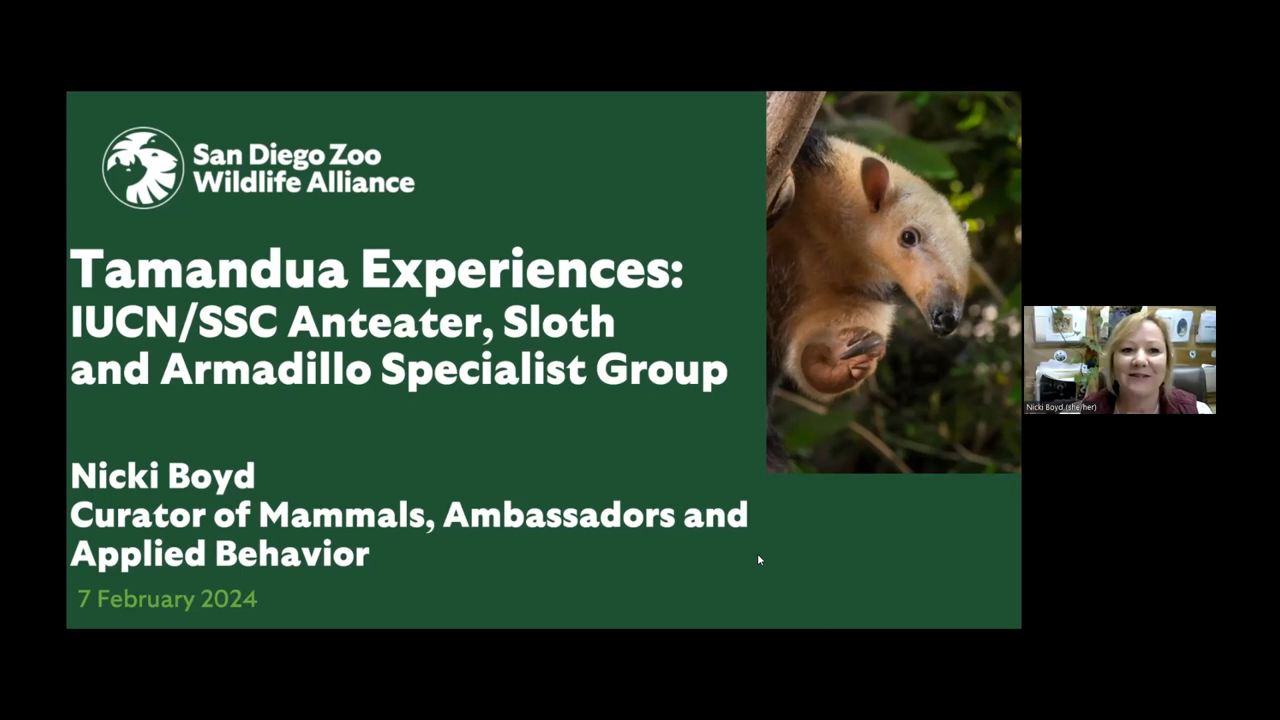 San Diego Zoo
Wildlife Alliance
Tamandua Experiences:
IUCN/SSC Anteater, Sloth
and Armadillo Specialist Group
Nicki Boyd
Curator of Mammals, Ambassadors and
Applied Behavior
7 February 2024
Nicki Boyd (she/her)